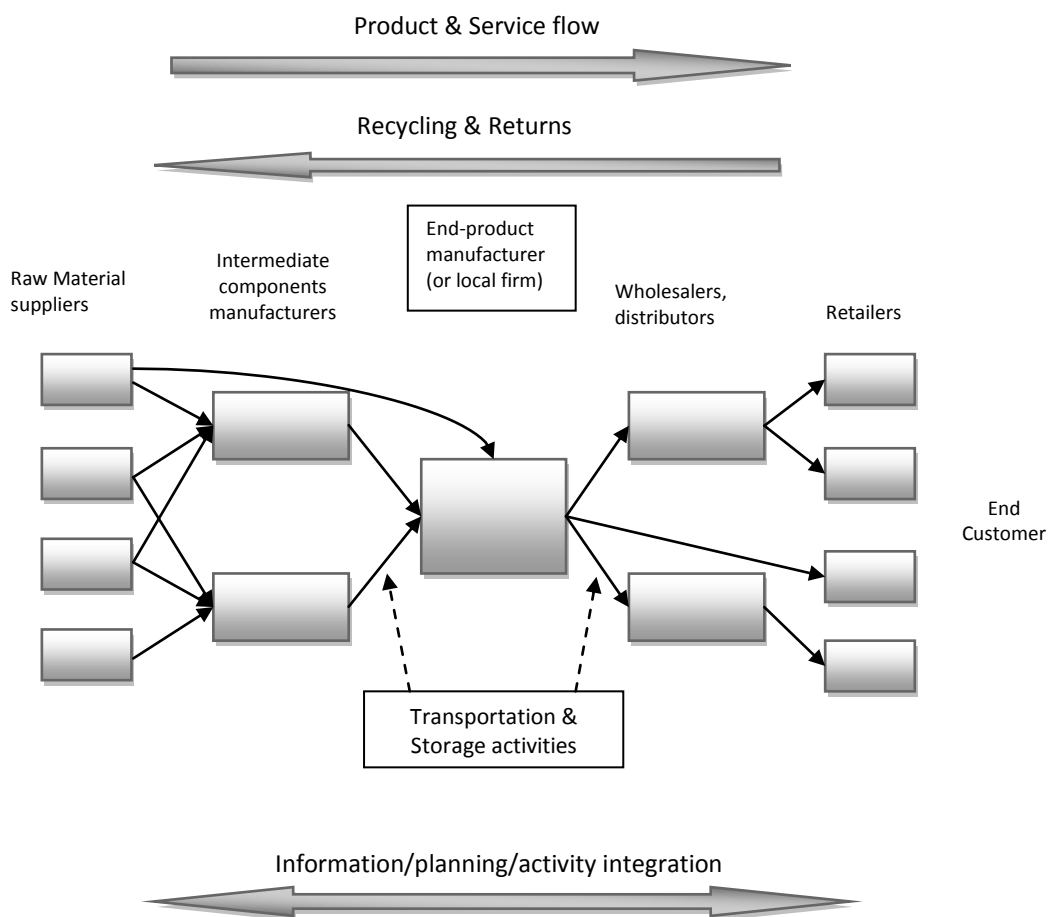 Product & Service flow
Recycling & Returns
End-product
manufacturer
(or local firm)
Raw Material
suppliers
Intermediate
components
manufacturers
Wholesalers,
distributors
Retailers
End
Customer
Transportation &
Storage activities
Information/planning/activity integration